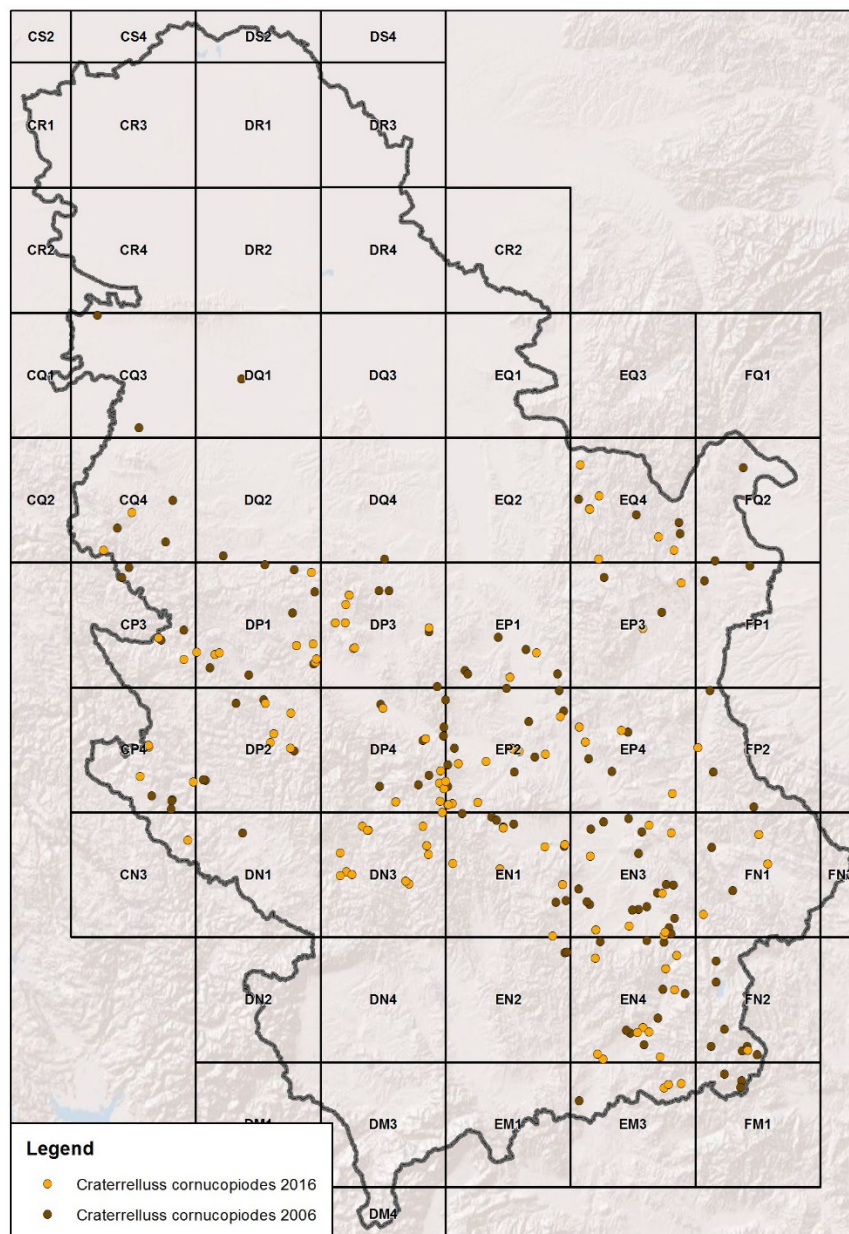 CS2 CS4 DS2 DS4
CR1 CR3 DR1 DR3
CR2 CR4 DR2 DR4 CR2
CQ1 CQ3 DQ1 DQ3 EQ1 EQ3 FQ1
CQ2 CQ4 DQ2 DQ4 EQ2 EQ4 FQ2
CP3 DP1 DP3 EP1 EP3 FP1
CP4 DP2 DP4 EP2 EP4 FP2
CN3 DN1 DN3 EN1 EN3 FN1 FN3
DN2 DN4 EN2 EN4 FN2
DM1 DM3 EM1 EM3 FM1
DM4
Legend
Craterrelluss cornucopiodes 2016
Craterrelluss cornucopiodes 2006